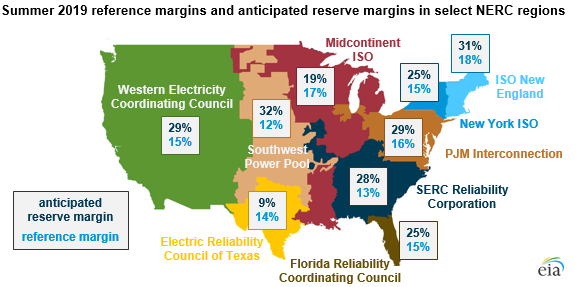 Summer 2019 reference margins and anticipated reserve margins in select NERC regions
Midcontinent
ISO
19%
17%
31%
18%
25%
15%
ISO New
England
New York ISO
Western Electricity
Coordinating Council
29%
15%
32%
12%
Southwest
Power Pool
29%
16%
PJM Interconnection
28%
13%
SERC Reliability
Corporation
anticipated
reserve margin
reference margin
9%
14%
Electric Reliability
Council of Texas
25%
15%
Florida Reliability
Coordinating Council
eia